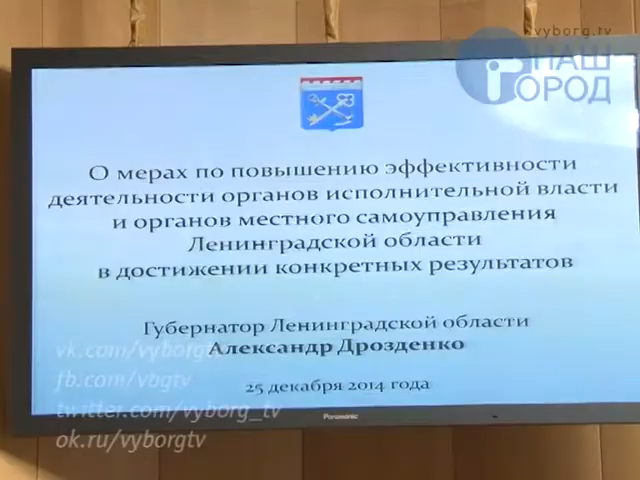 vyborg.tv
НАШ
ГОРОД
О мерах по повышению эффективности
деятельности органов исполнительной власти
и органов местного самоуправления
Ленинградской области
в достижении конкретных результатов
Губернатор Ленинградской области
Александр Дрозденко
25 декабря 2014 года
vk.com/vyborgtv
fb.com/vbgtv
twitter.com/vyborg_tv
ok.ru/vyborgtv
Panasonic